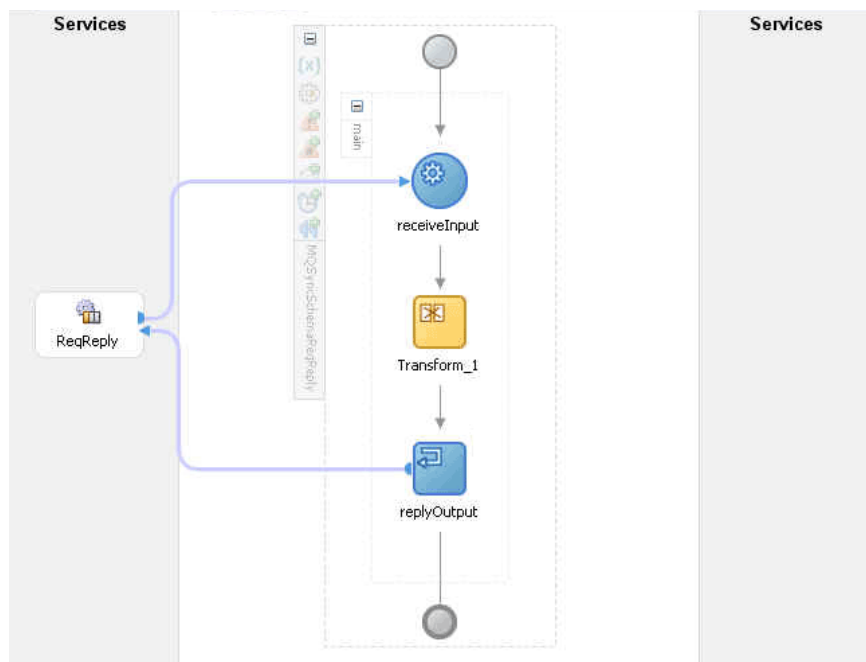 Services
Services
(x)
main
receiveInput
MQSyncSchemaReqReply
ReqReply
Transform_1
replyOutput